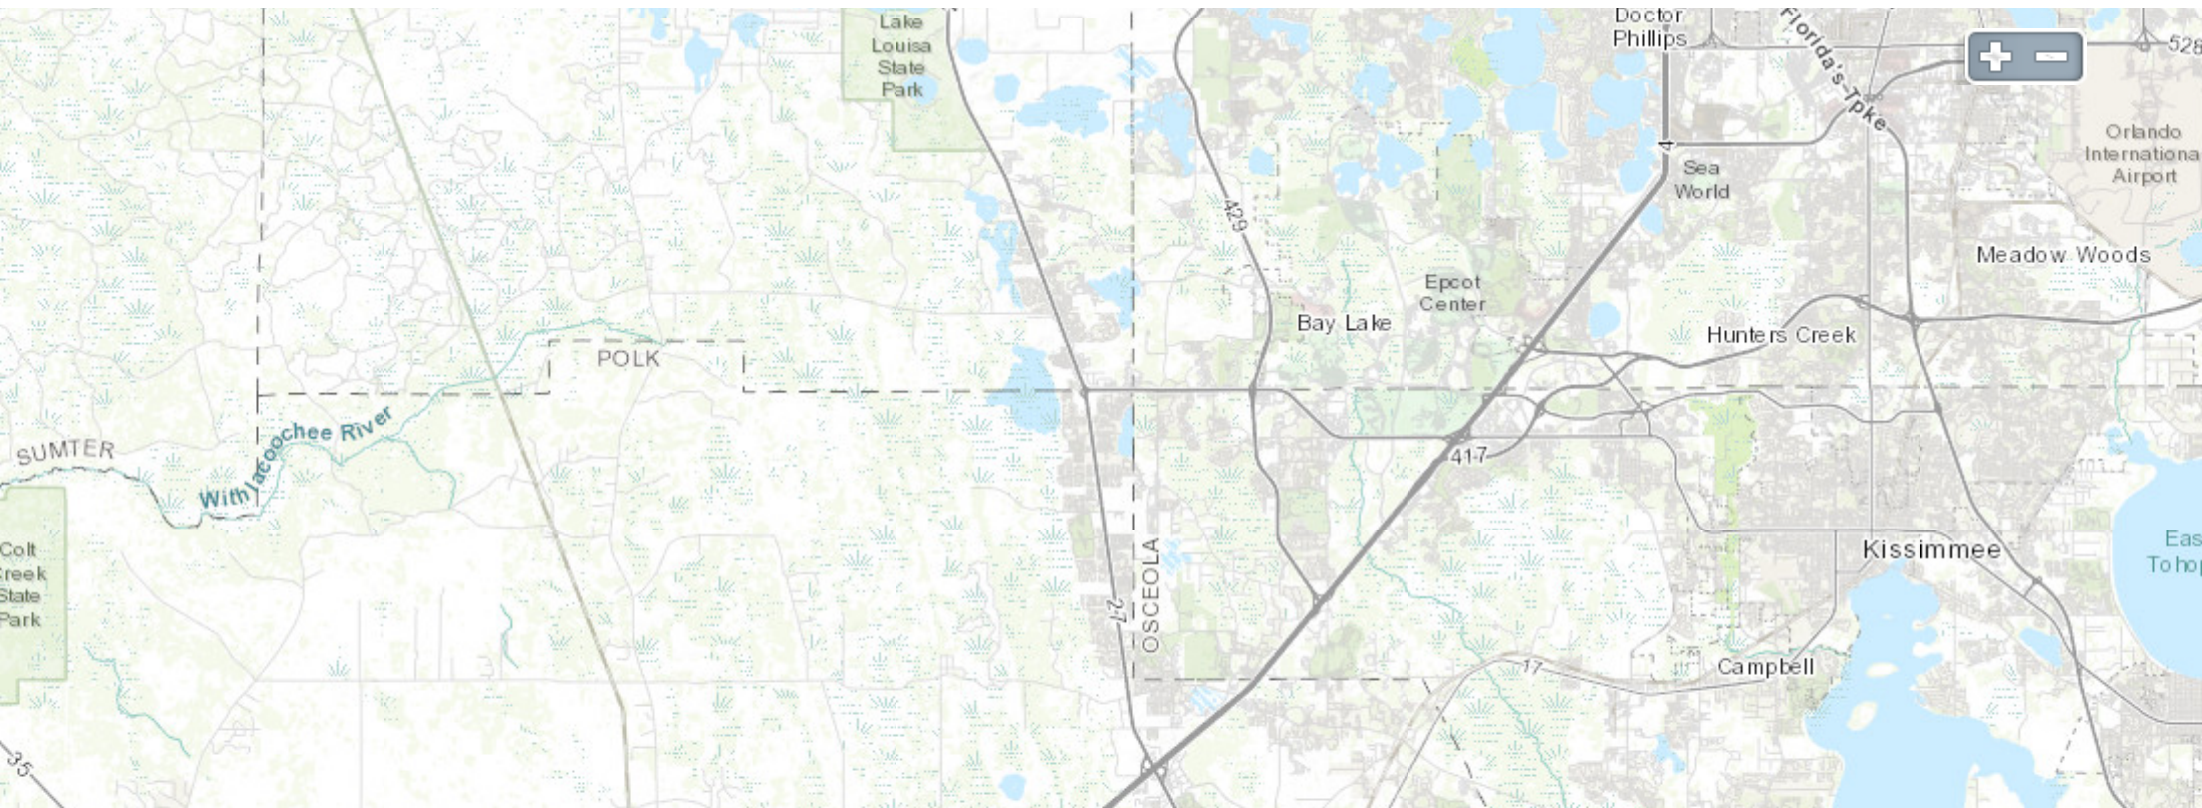 Lake
Louisa
State
Park
Doctor
Phillips
Florida's Tpke
528
4
Sea
World
Orlando
Internationa
Airport
429
Meadow Woods
Epcot
Center
Bay Lake
Hunters Creek
POLK
Withlacoochee River
SUMTER
417
Colt
Creek
State
Park
OSCEOLA
27
Kissimmee
Eas
Tohop
17
Campbell
35